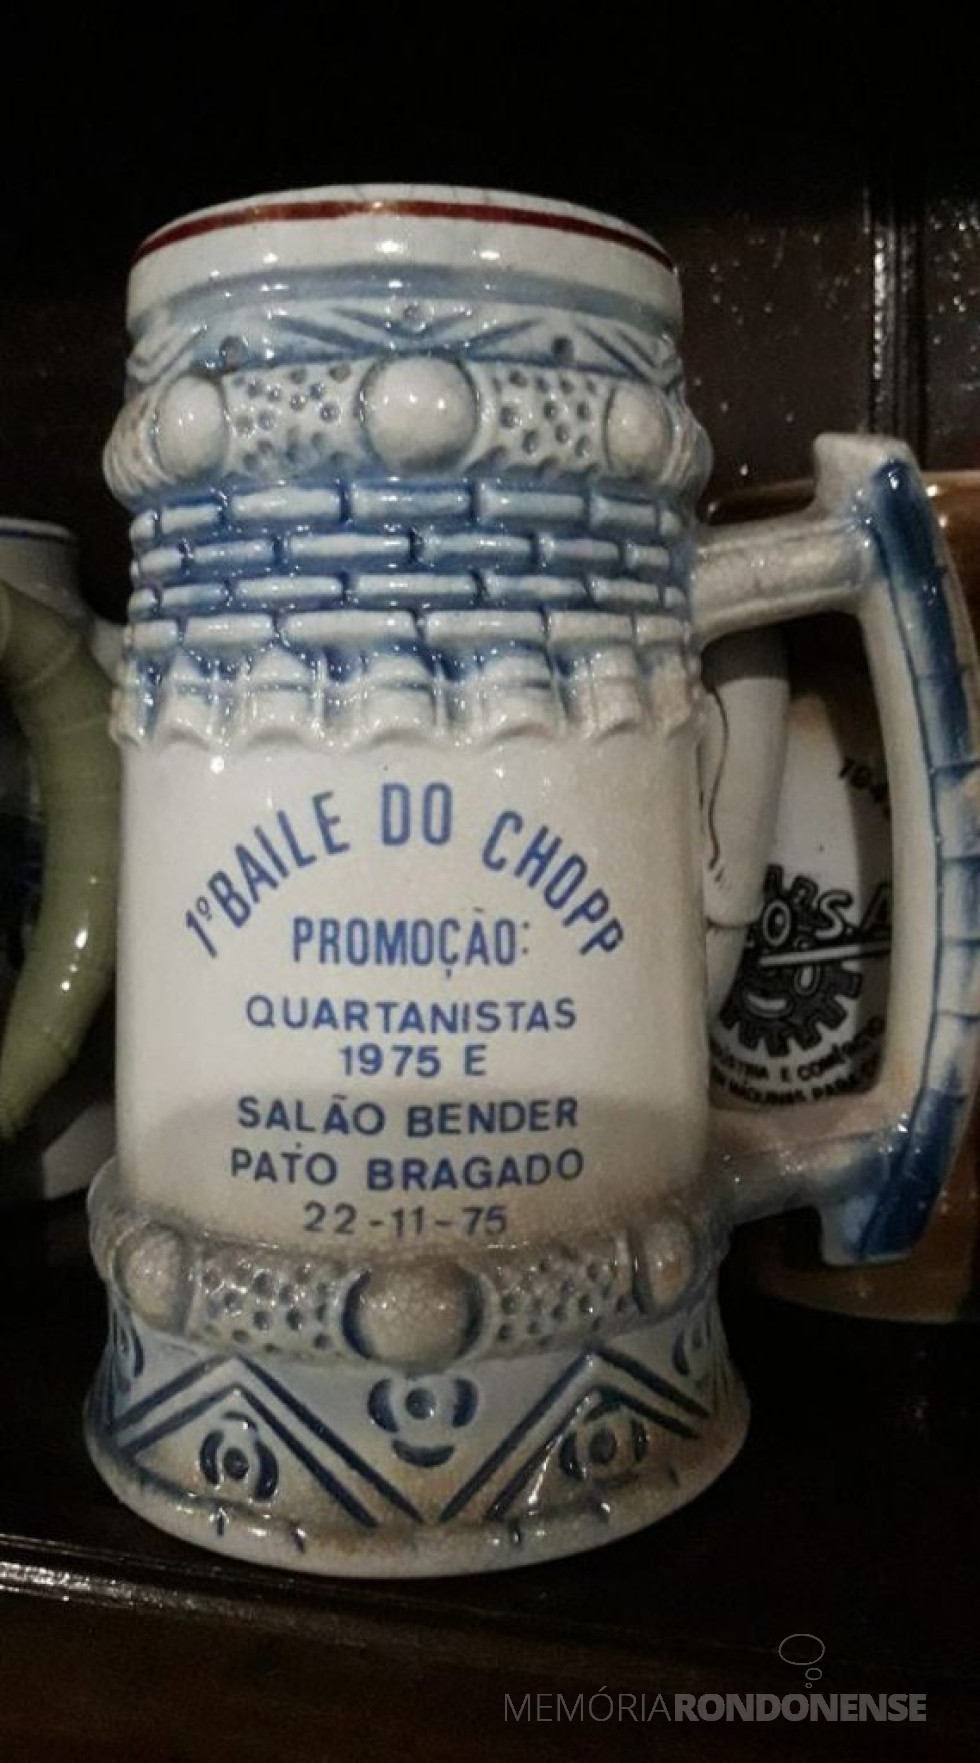 1º BAILE DO CHOPP
PROMOÇÃO:
QUARTANISTAS
1975 E
SALÃO BENDER
PATO BRAGADO
22-11-75
MEMÓRIARONDONENSE